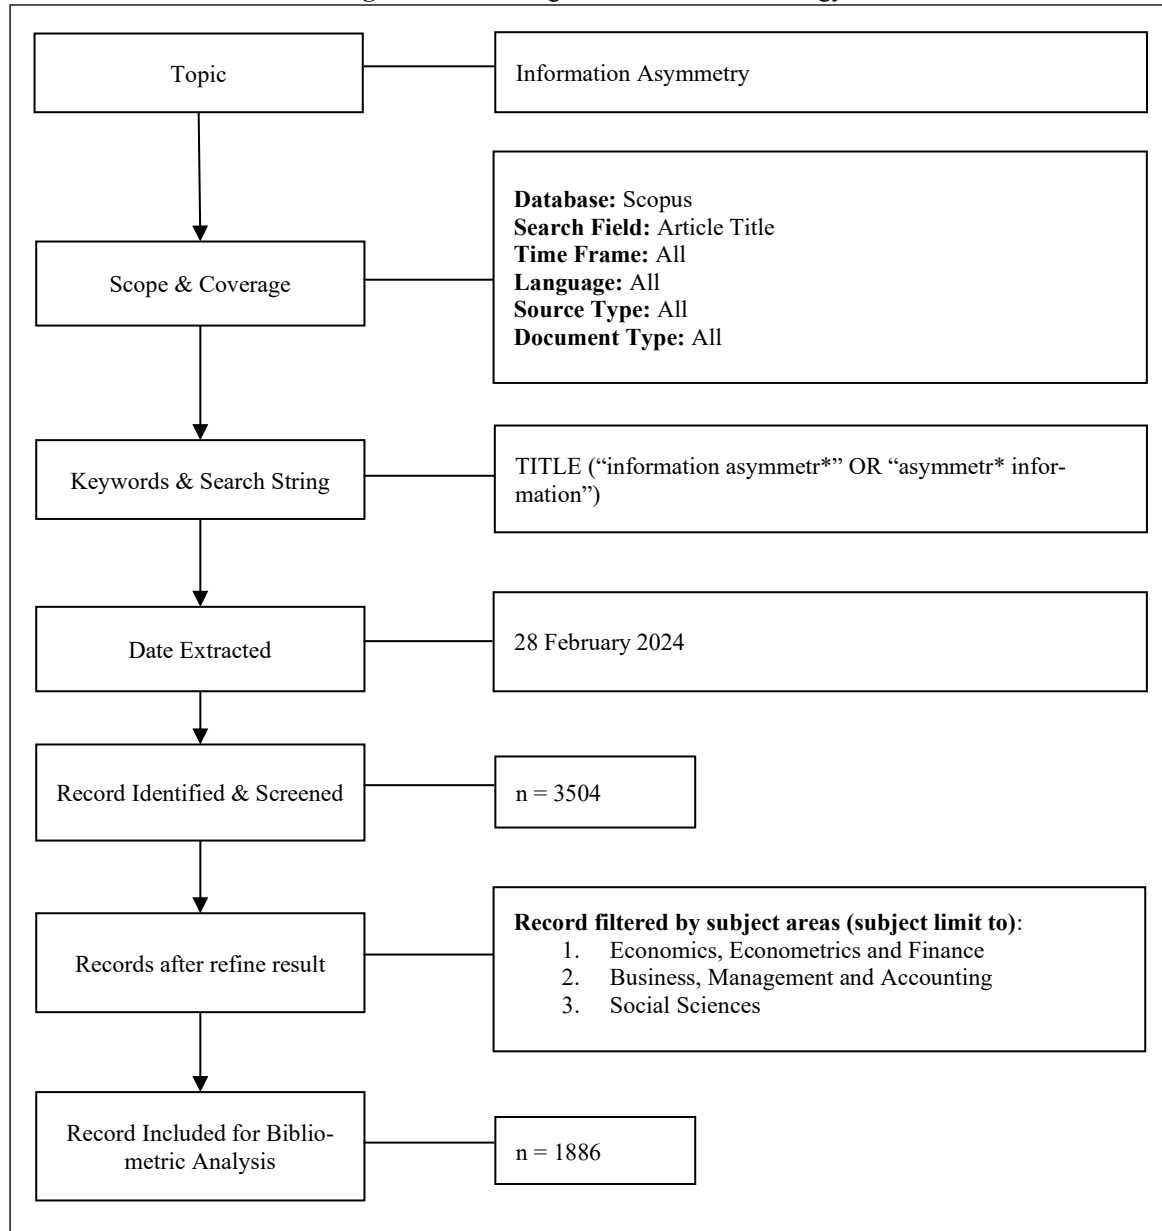 Topic
Information Asymmetry
Scope & Coverage
Database: Scopus
Search Field: Article Title
Time Frame: All
Language: All
Source Type: All
Document Type: All
Keywords & Search String
TITLE (“information asymmetr*” OR “asymmetr* infor-
mation”)
Date Extracted
28 February 2024
Record Identified & Screened
n = 3504
Records after refine result
Record filtered by subject areas (subject limit to):
1. Economics, Econometrics and Finance
2. Business, Management and Accounting
3. Social Sciences
Record Included for Biblio-
metric Analysis
n = 1886